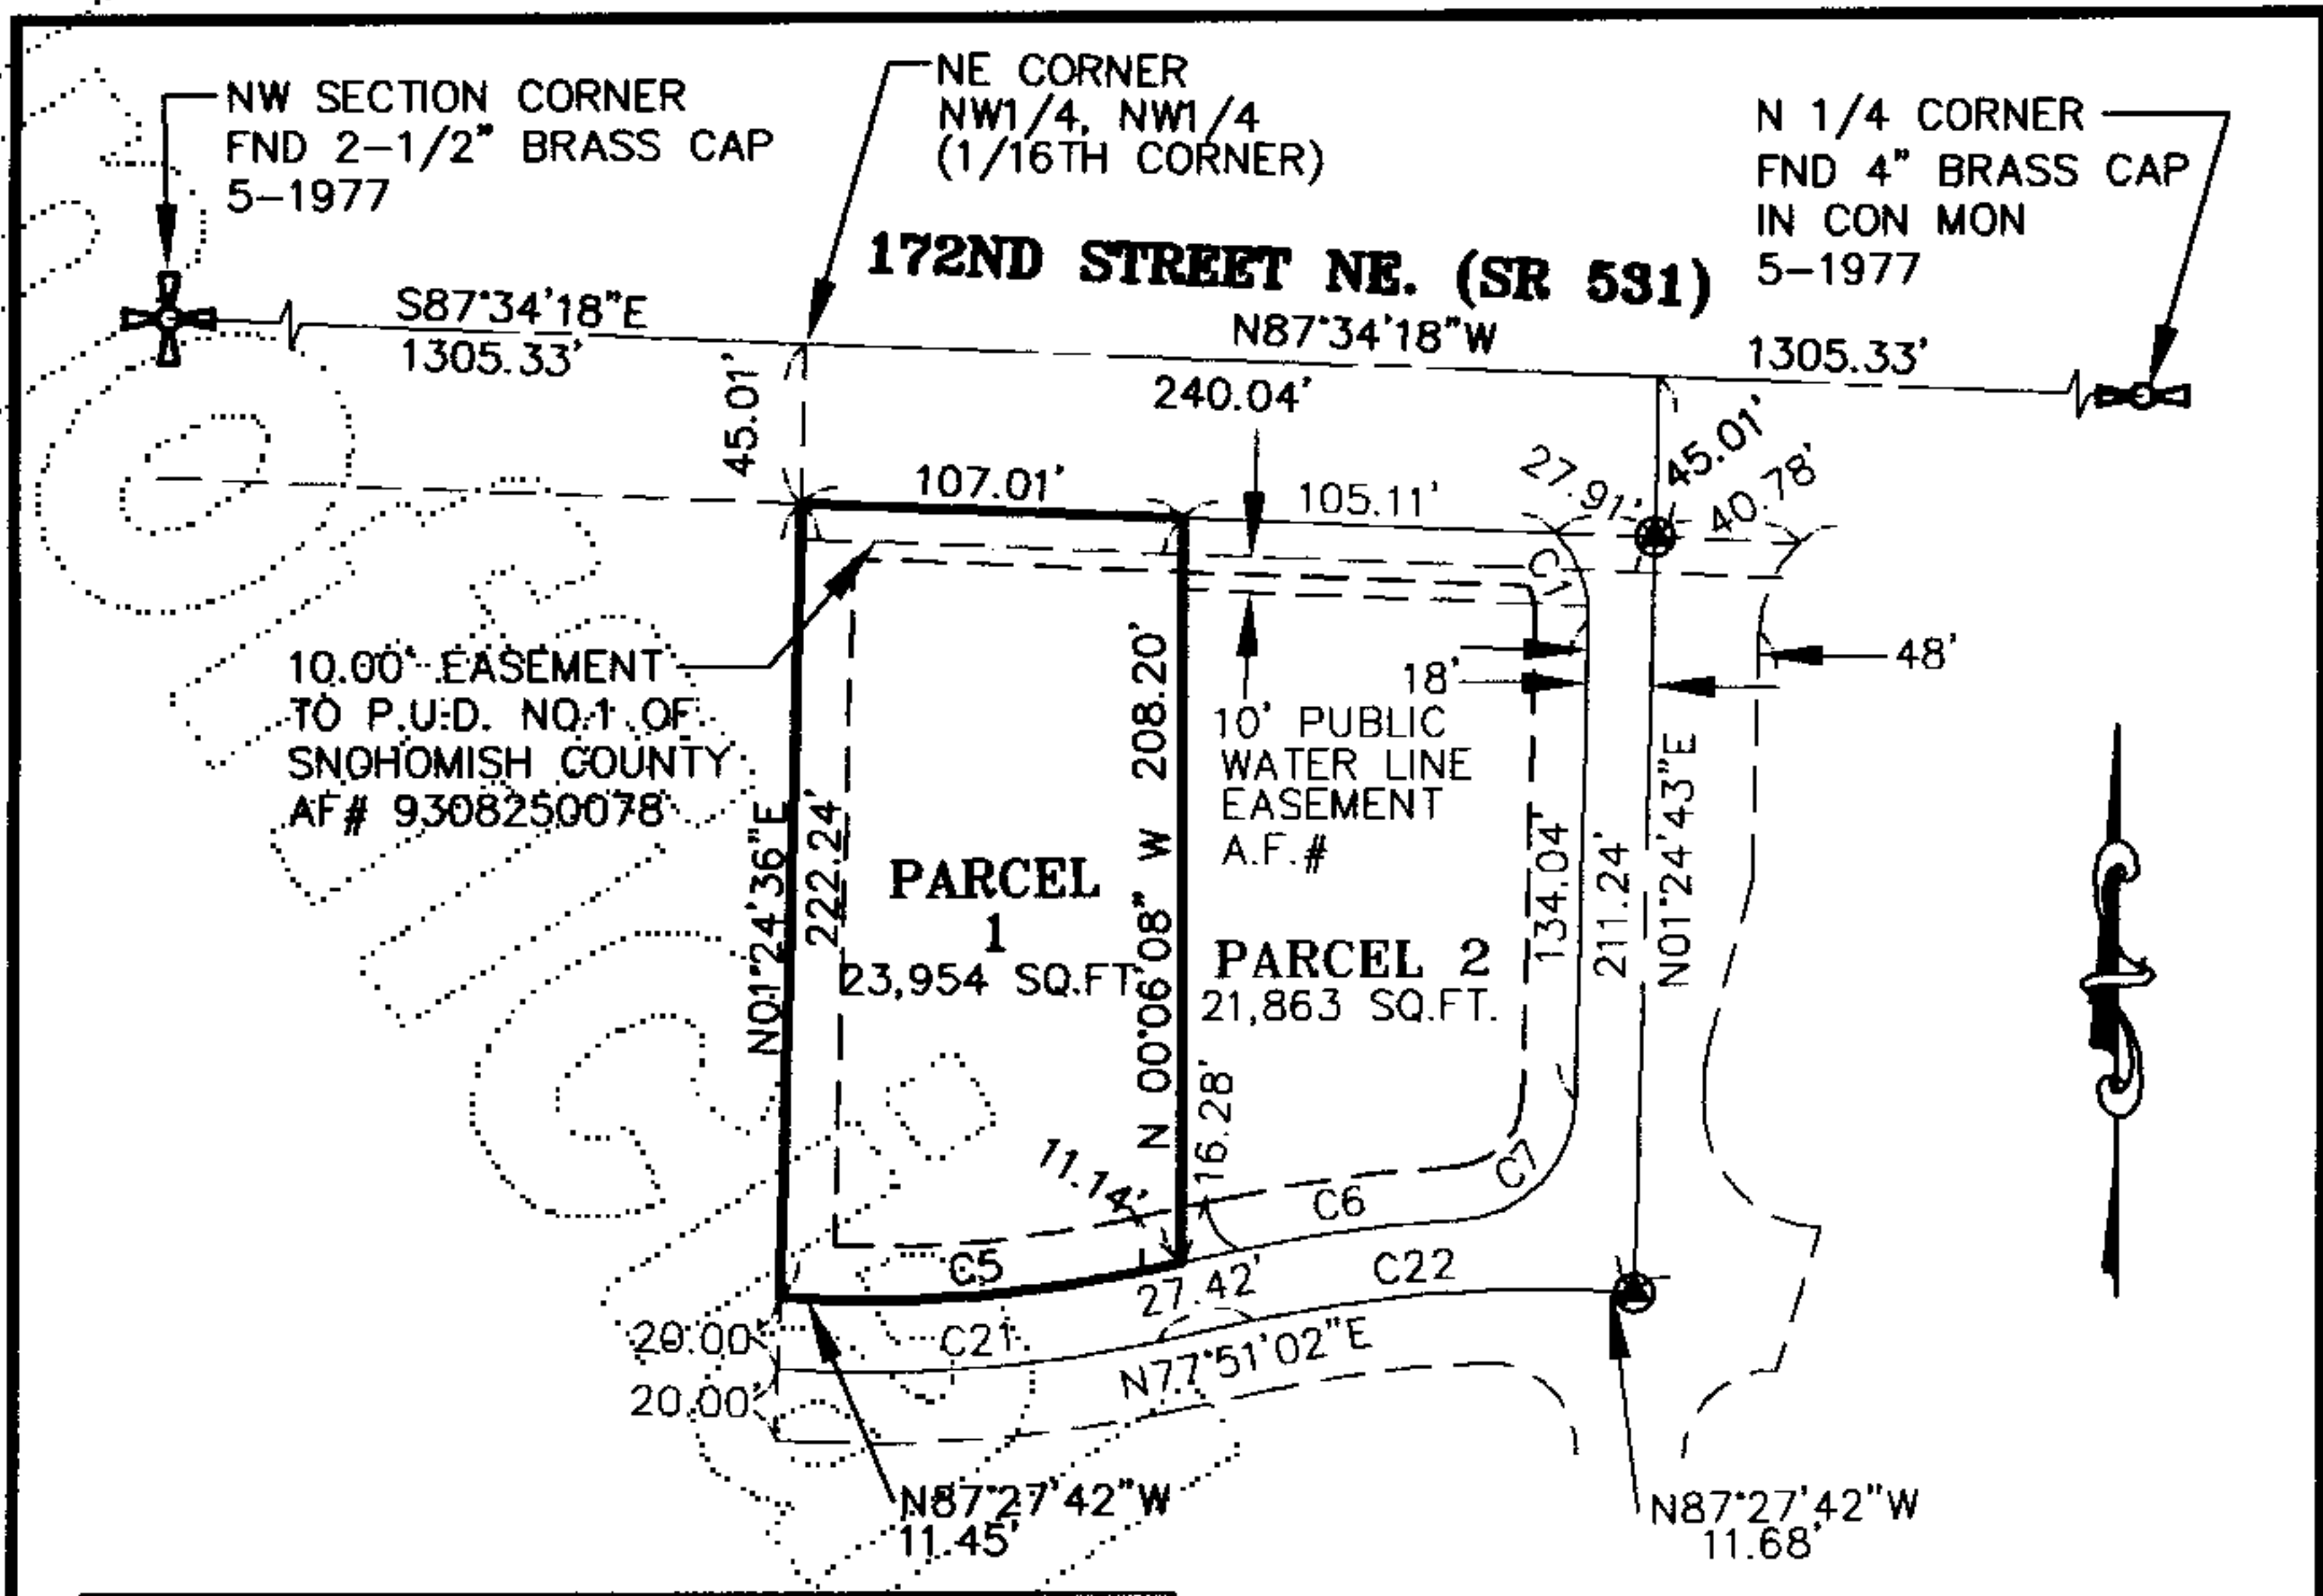 NW SECTION CORNER
FND 2-1/2" BRASS CAP
5-1977
NE CORNER
NW1/4, NW1/4
(1/16TH CORNER)
N 1/4 CORNER
FND 4" BRASS CAP
IN CON MON
5-1977
172ND STREET NE. (SR 531)
S87°34'18"E
1305.33'
N87°34'18"W
240.04'
1305.33'
45.01'
107.01'
105.11'
27.91'
45.01'
40.78'
C1
10.00' EASEMENT
TO P.U.D. NO.1 OF
SNOHOMISH COUNTY
AF# 9308250078
18'
48'
10' PUBLIC
WATER LINE
EASEMENT
A.F.#
N01°24'36"E
222.24'
PARCEL
1
23,954 SQ.FT.
N 00°06'08" W 208.20'
PARCEL 2
21,863 SQ.FT.
134.04'
211.24'
N01°24'43"E
11.14'
16.28'
C6
C7
C5
27.42'
C22
20.00'
C21
N77°51'02"E
20.00'
N87°27'42"W
11.45'
N87°27'42"W
11.68'